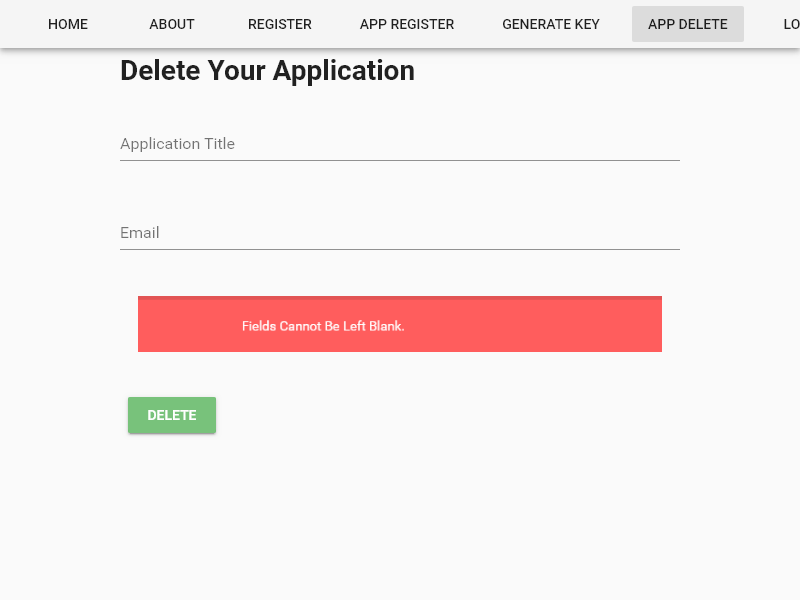 HOME ABOUT REGISTER APP REGISTER GENERATE KEY APP DELETE LO
Delete Your Application
Application Title
Email
Fields Cannot Be Left Blank.
DELETE